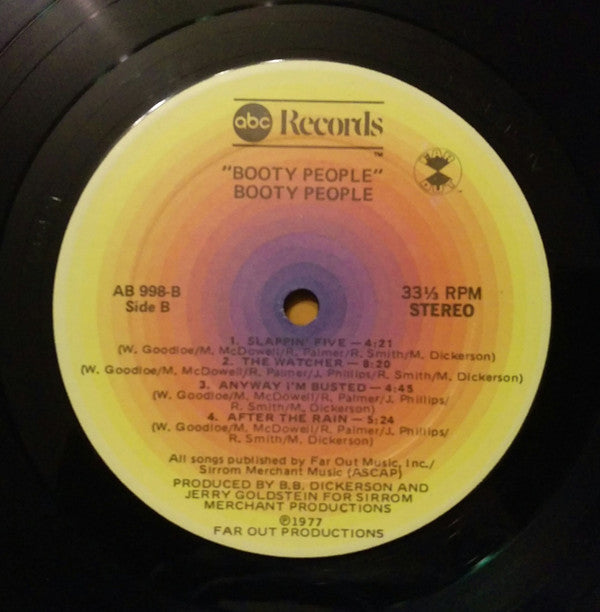 abc Records
TM
"BOOTY PEOPLE"
BOOTY PEOPLE
FAR
OUT
AB 998-B
Side B
33⅓ RPM
STEREO
1. SLAPPIN' FIVE — 4:21
(W. Goodloe/M. McDowell/R. Palmer/R. Smith/M. Dickerson)
2. THE WATCHER — 8:20
(W. Goodloe/M. McDowell/R. Palmer/J. Phillips/R. Smith/M. Dickerson)
3. ANYWAY I'M BUSTED — 4:45
(W. Goodloe/M. McDowell/R. Palmer/J. Phillips/
R. Smith/M. Dickerson)
4. AFTER THE RAIN — 5:24
(W. Goodloe/M. McDowell/R. Palmer/J. Phillips/
R. Smith/M. Dickerson)
All songs published by Far Out Music, Inc./
Sirrom Merchant Music (ASCAP)
PRODUCED BY B.B. DICKERSON AND
JERRY GOLDSTEIN FOR SIRROM
MERCHANT PRODUCTIONS
℗1977
FAR OUT PRODUCTIONS